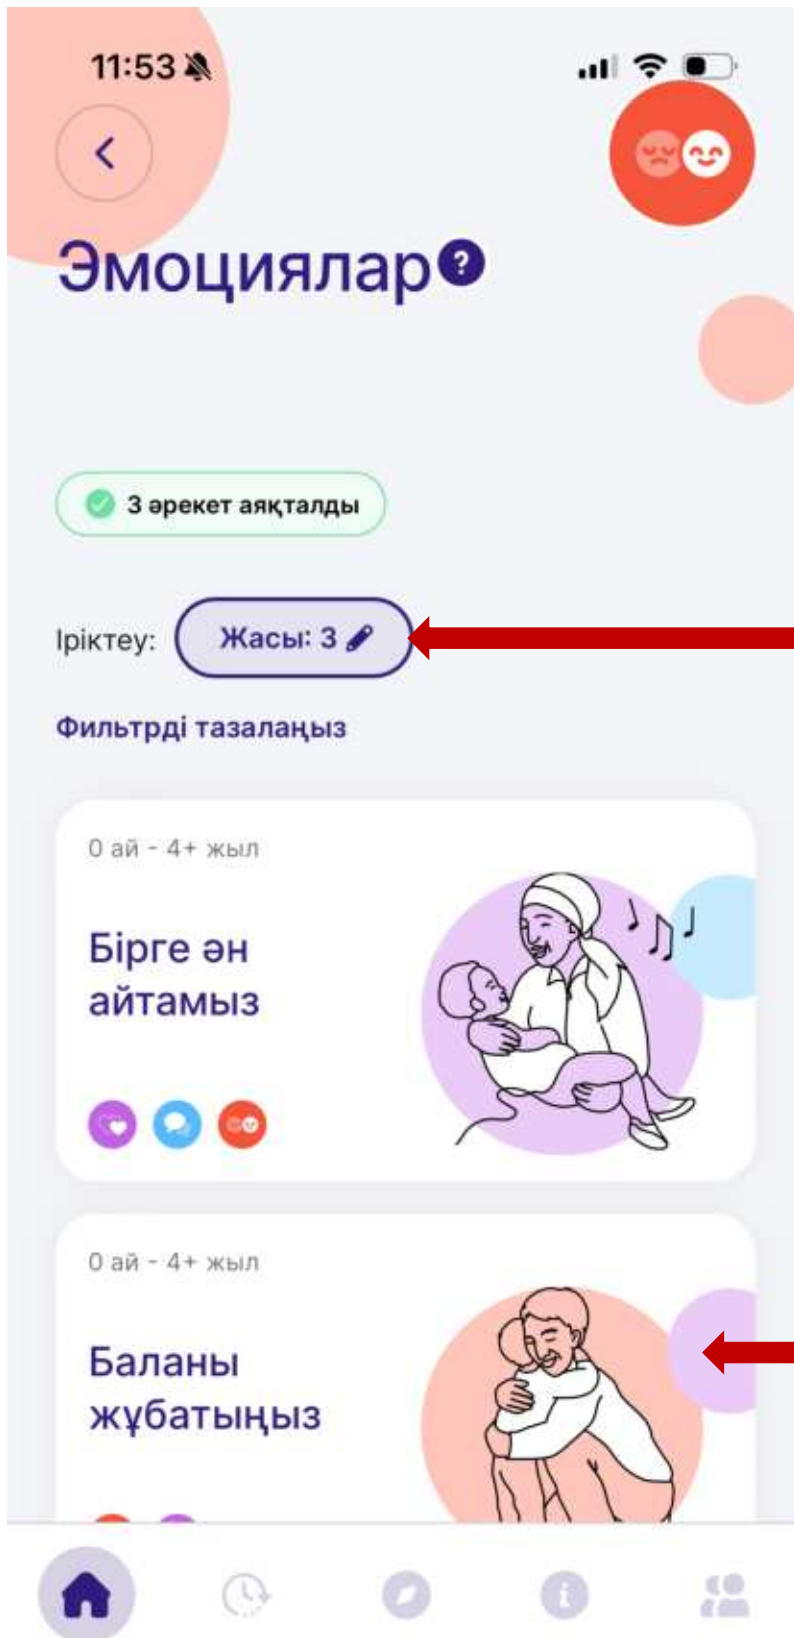 11:53
Эмоциялар?
3 әрекет аяқталды
Іріктеу: Жасы: 3
Фильтрді тазалаңыз
0 ай - 4+ жыл
Бірге ән
айтамыз
0 ай - 4+ жыл
Баланы
жұбатыңыз